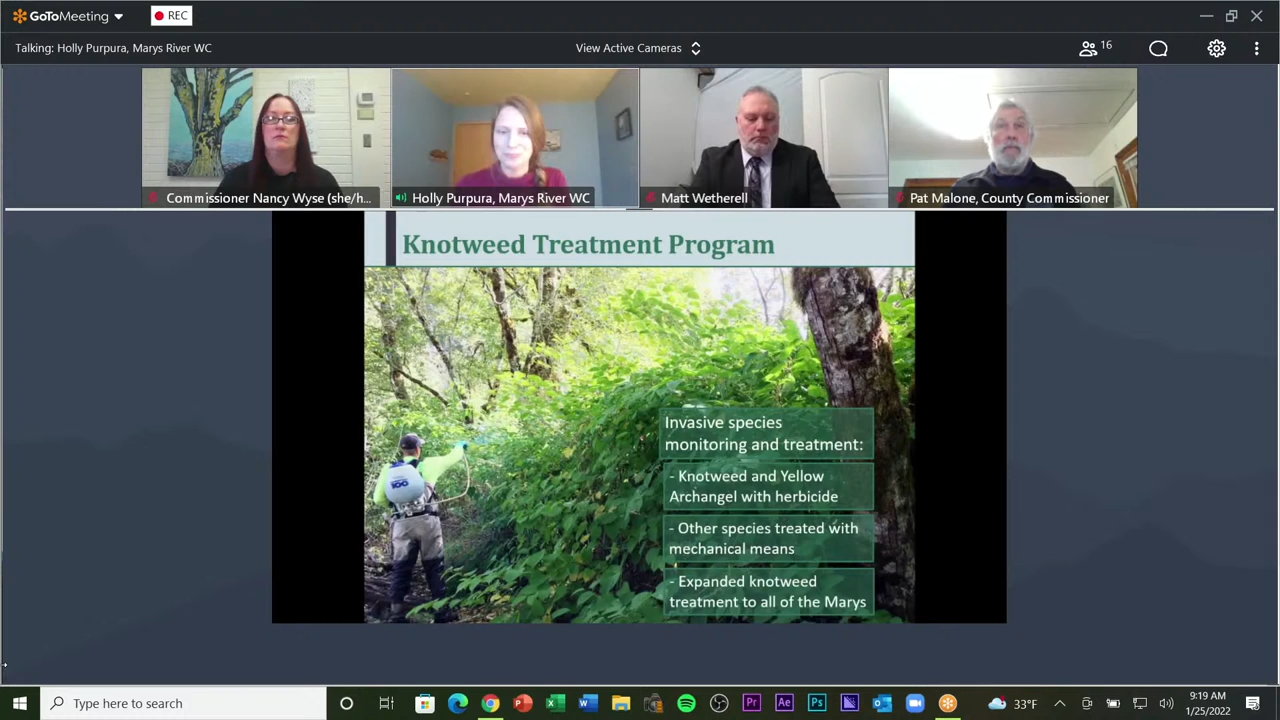 GoToMeeting
REC
Talking: Holly Purpura, Marys River WC
View Active Cameras
16
Commissioner Nancy Wyse (she/h...
Holly Purpura, Marys River WC
Matt Wetherell
Pat Malone, County Commissioner
Knotweed Treatment Program
Invasive species
monitoring and treatment:
- Knotweed and Yellow
Archangel with herbicide
- Other species treated with
mechanical means
- Expanded knotweed
treatment to all of the Marys
Type here to search
Pr
Ae
Ps
33°F
9:19 AM
1/25/2022